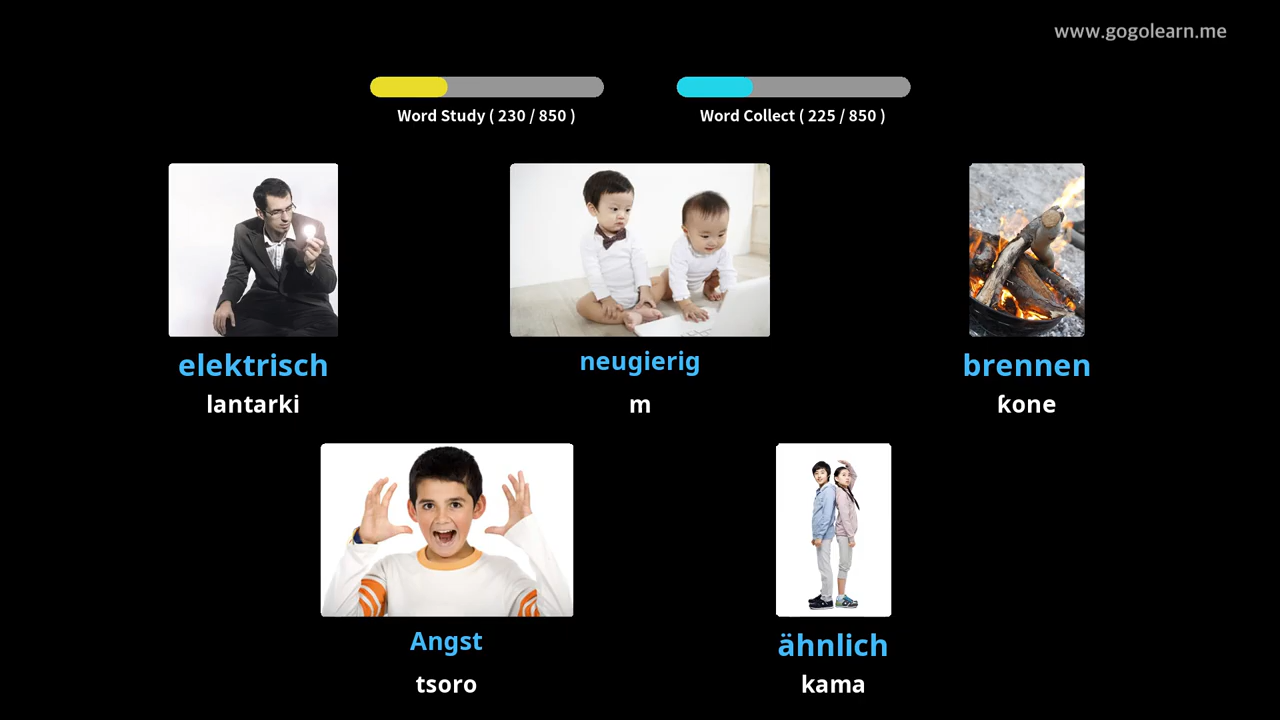 www.gogolearn.me
Word Study ( 230 / 850 )
Word Collect ( 225 / 850 )
elektrisch
lantarki
neugierig
m
brennen
ƙone
Angst
tsoro
ähnlich
kama